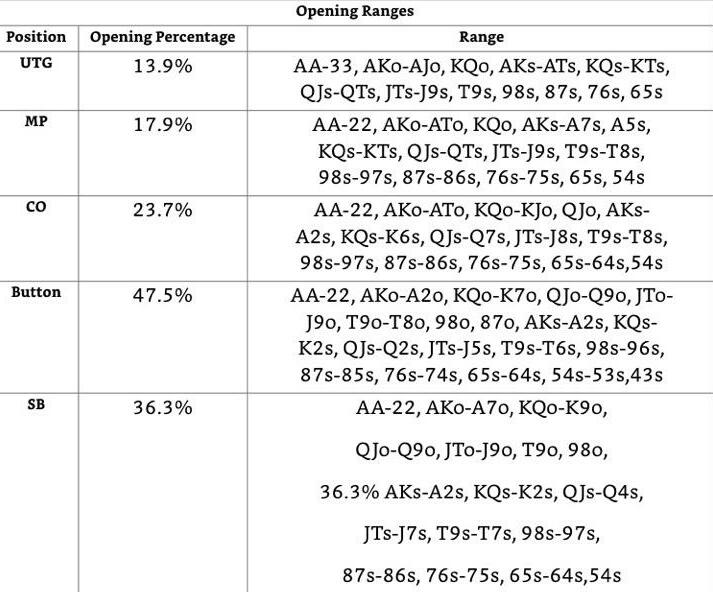 Opening Ranges
Position Opening Percentage Range
UTG 13.9% AA-33, AKo-AJo, KQo, AKs-ATs, KQs-KTs,
QJs-QTs, JTs-J9s, T9s, 98s, 87s, 76s, 65s
MP 17.9% AA-22, AKo-ATo, KQo, AKs-A7s, A5s,
KQs-KTs, QJs-QTs, JTs-J9s, T9s-T8s,
98s-97s, 87s-86s, 76s-75s, 65s, 54s
CO 23.7% AA-22, AKo-ATo, KQo-KJo, QJo, AKs-
A2s, KQs-K6s, QJs-Q7s, JTs-J8s, T9s-T8s,
98s-97s, 87s-86s, 76s-75s, 65s-64s,54s
Button 47.5% AA-22, AKo-A2o, KQo-K7o, QJo-Q9o, JTo-
J9o, T9o-T8o, 98o, 87o, AKs-A2s, KQs-
K2s, QJs-Q2s, JTs-J5s, T9s-T6s, 98s-96s,
87s-85s, 76s-74s, 65s-64s, 54s-53s,43s
SB 36.3% AA-22, AKo-A7o, KQo-K9o,
QJo-Q9o, JTo-J9o, T9o, 98o,
36.3% AKs-A2s, KQs-K2s, QJs-Q4s,
JTs-J7s, T9s-T7s, 98s-97s,
87s-86s, 76s-75s, 65s-64s,54s